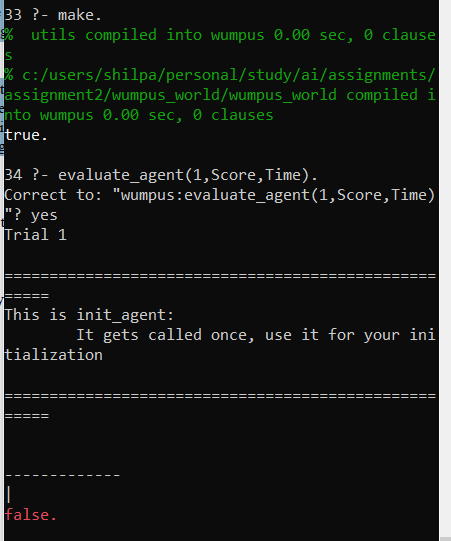 33 ?- make.
%  utils compiled into wumpus 0.00 sec, 0 clause
s
% c:/users/shilpa/personal/study/ai/assignments/
assignment2/wumpus_world/wumpus_world compiled i
nto wumpus 0.00 sec, 0 clauses
true.

34 ?- evaluate_agent(1,Score,Time).
Correct to: "wumpus:evaluate_agent(1,Score,Time)
"? yes
Trial 1

================================================
=====
This is init_agent:
        It gets called once, use it for your ini
tialization

================================================
=====


-------------
|
false.